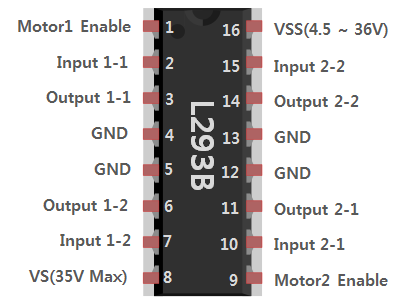 Motor1 Enable 1 16 VSS(4.5 ~ 36V)
Input 1-1 2 15 Input 2-2
Output 1-1 3 14 Output 2-2
GND 4 13 GND
GND 5 12 GND
Output 1-2 6 11 Output 2-1
Input 1-2 7 10 Input 2-1
VS(35V Max) 8 9 Motor2 Enable
L293B